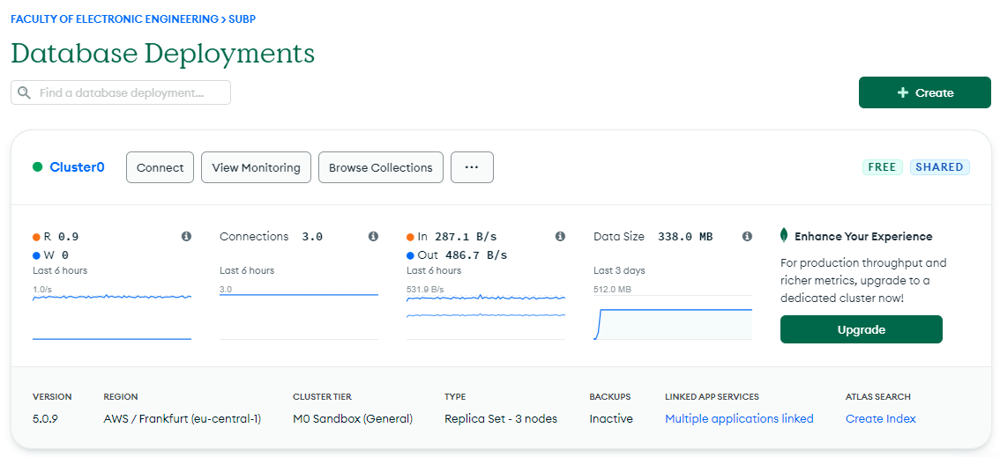 FACULTY OF ELECTRONIC ENGINEERING > SUBP
Database Deployments
Find a database deployment...
+ Create
Cluster0
Connect
View Monitoring
Browse Collections
...
FREE
SHARED
R 0.9
W 0
Last 6 hours
1.0/s
Connections 3.0
Last 6 hours
3.0
In 287.1 B/s
Out 486.7 B/s
Last 6 hours
531.9 B/s
Data Size 338.0 MB
Last 3 days
512.0 MB
Enhance Your Experience
For production throughput and
richer metrics, upgrade to a
dedicated cluster now!
Upgrade
VERSION
5.0.9
REGION
AWS / Frankfurt (eu-central-1)
CLUSTER TIER
M0 Sandbox (General)
TYPE
Replica Set - 3 nodes
BACKUPS
Inactive
LINKED APP SERVICES
Multiple applications linked
ATLAS SEARCH
Create Index